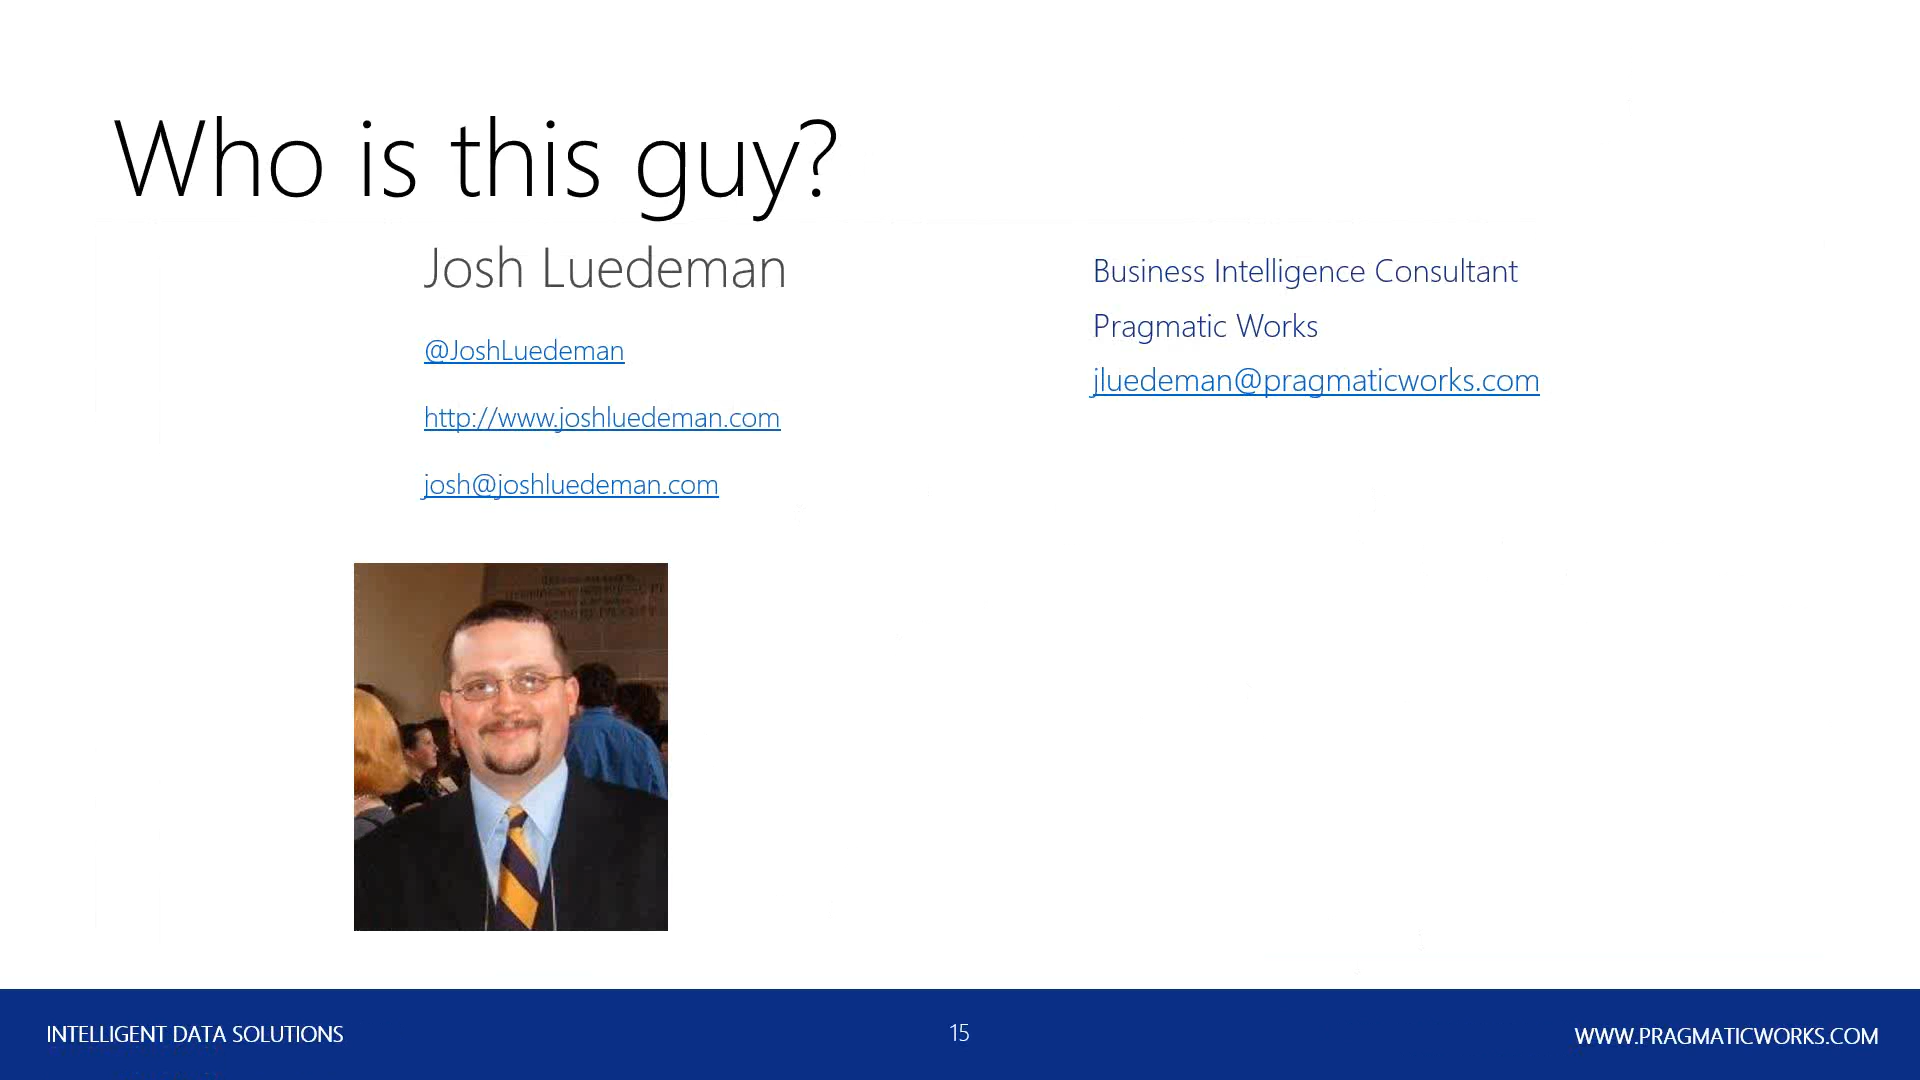 Who is this guy?
Josh Luedeman
@JoshLuedeman
http://www.joshluedeman.com
josh@joshluedeman.com
Business Intelligence Consultant
Pragmatic Works
jluedeman@pragmaticworks.com
INTELLIGENT DATA SOLUTIONS
15
WWW.PRAGMATICWORKS.COM